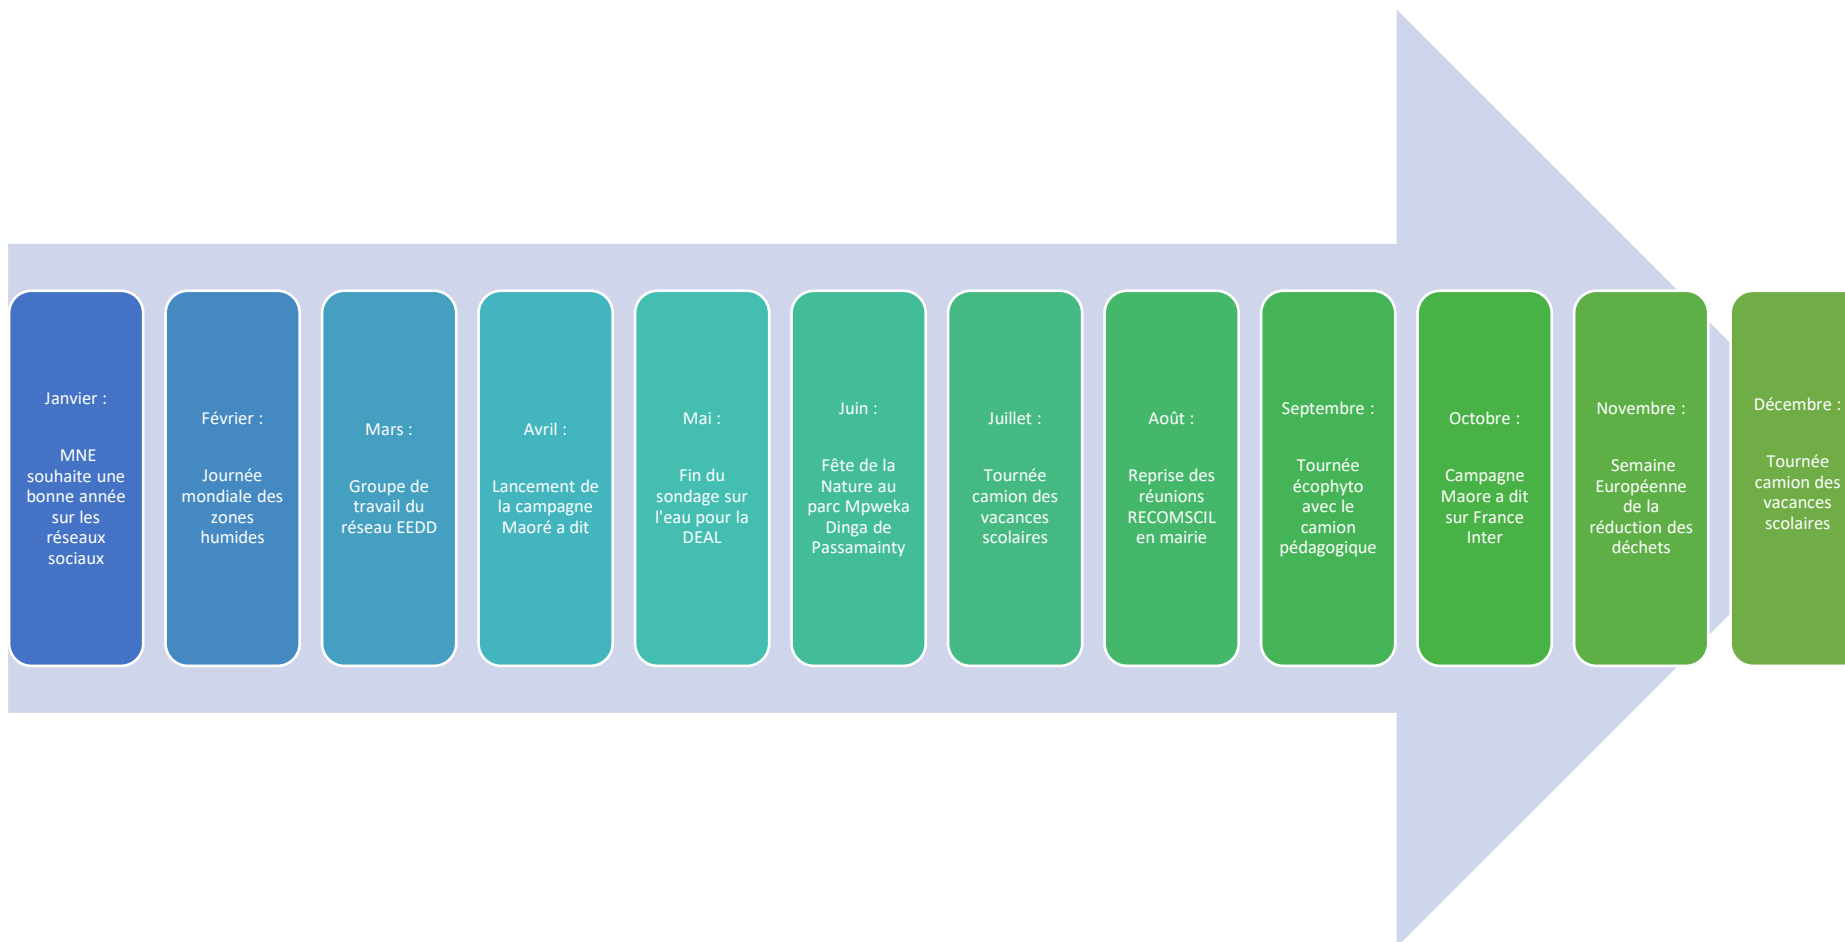 Janvier :
MNE
souhaite une
bonne année
sur les
réseaux
sociaux
Février :
Journée
mondiale des
zones
humides
Mars :
Groupe de
travail du
réseau EEDD
Avril :
Lancement de
la campagne
Maoré a dit
Mai :
Fin du
sondage sur
l'eau pour la
DEAL
Juin :
Fête de la
Nature au
parc Mpweka
Dinga de
Passamainty
Juillet :
Tournée
camion des
vacances
scolaires
Août :
Reprise des
réunions
RECOMSCIL
en mairie
Septembre :
Tournée
écophyto
avec le
camion
pédagogique
Octobre :
Campagne
Maore a dit
sur France
Inter
Novembre :
Semaine
Européenne
de la
réduction des
déchets
Décembre :
Tournée
camion des
vacances
scolaires